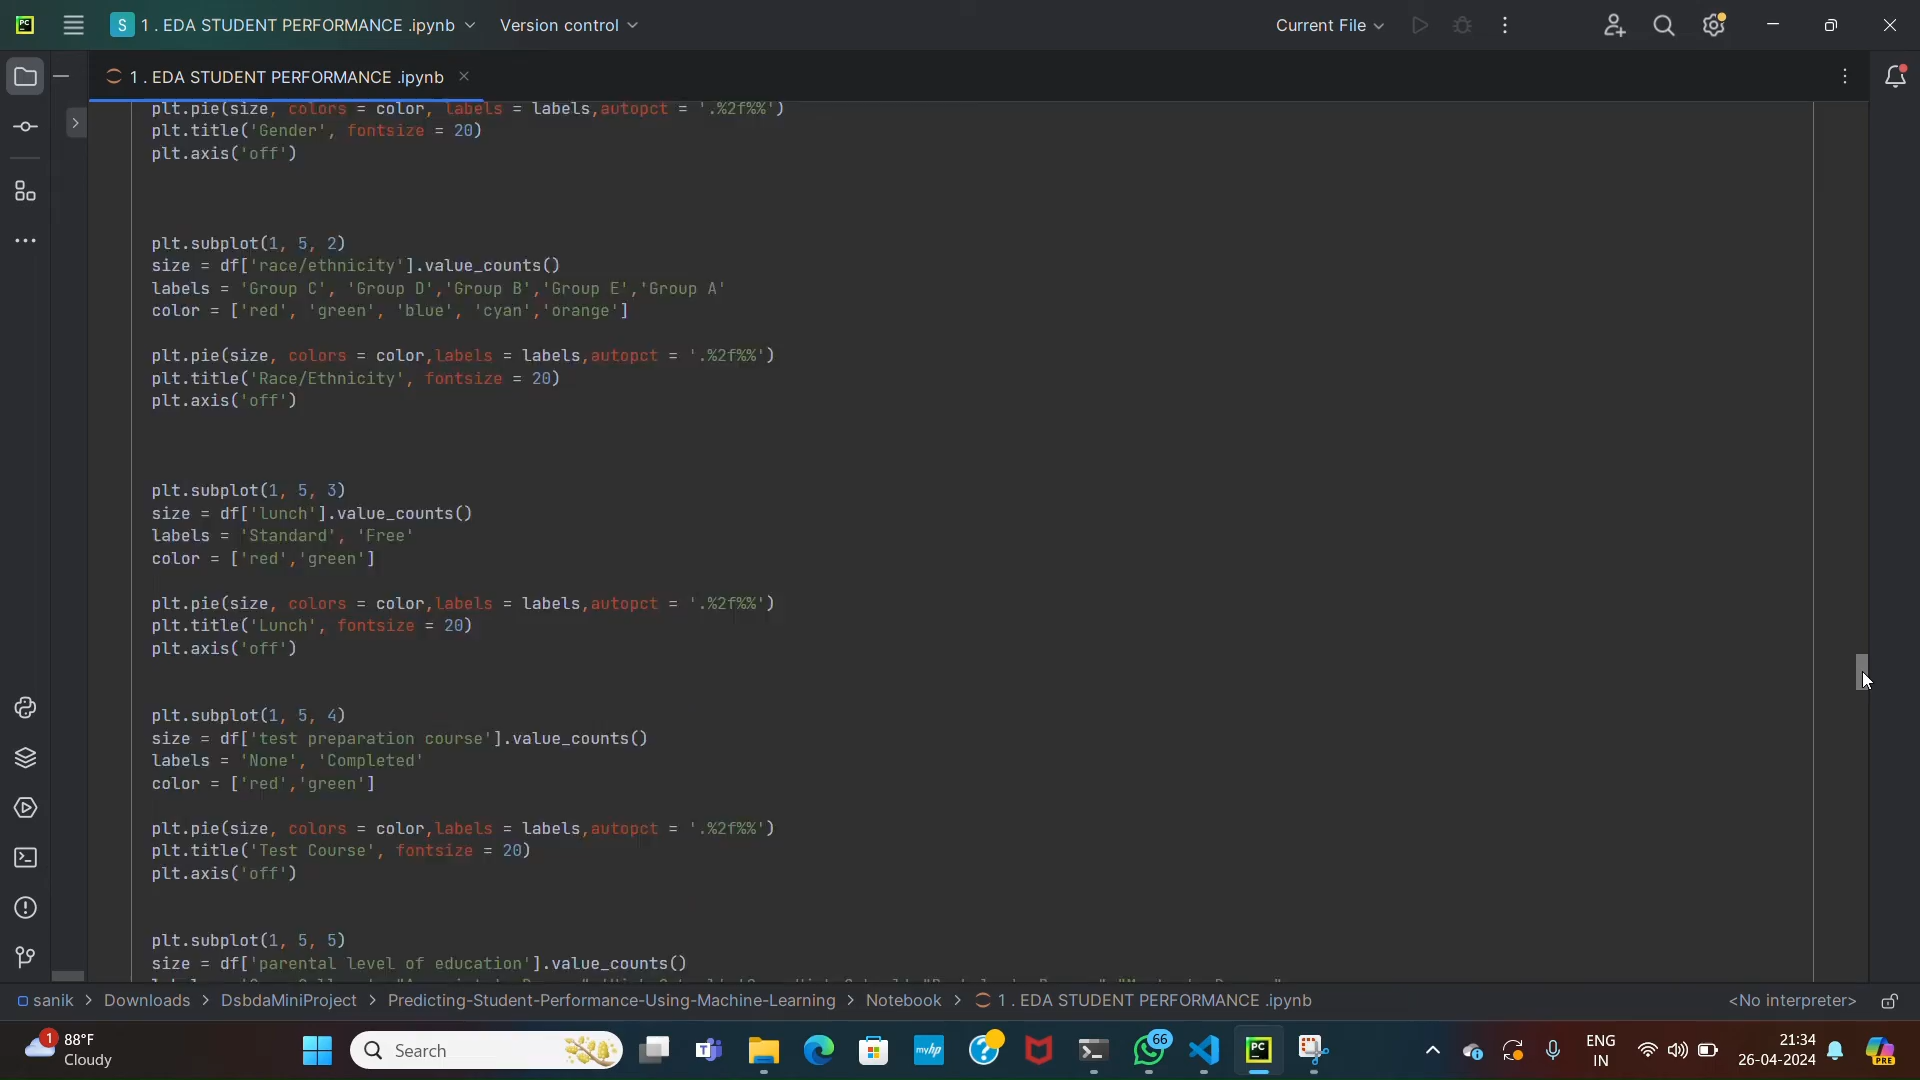 PC
S 1 . EDA STUDENT PERFORMANCE .ipynb
Version control
Current File
1 . EDA STUDENT PERFORMANCE .ipynb
plt.pie(size, colors = color, labels = labels,autopct = '.%2f%%')
plt.title('Gender', fontsize = 20)
plt.axis('off')
plt.subplot(1, 5, 2)
size = df['race/ethnicity'].value_counts()
labels = 'Group C', 'Group D','Group B','Group E','Group A'
color = ['red', 'green', 'blue', 'cyan','orange']
plt.pie(size, colors = color,labels = labels,autopct = '.%2f%%')
plt.title('Race/Ethnicity', fontsize = 20)
plt.axis('off')
plt.subplot(1, 5, 3)
size = df['lunch'].value_counts()
labels = 'Standard', 'Free'
color = ['red','green']
plt.pie(size, colors = color,labels = labels,autopct = '.%2f%%')
plt.title('Lunch', fontsize = 20)
plt.axis('off')
plt.subplot(1, 5, 4)
size = df['test preparation course'].value_counts()
labels = 'None', 'Completed'
color = ['red','green']
plt.pie(size, colors = color,labels = labels,autopct = '.%2f%%')
plt.title('Test Course', fontsize = 20)
plt.axis('off')
plt.subplot(1, 5, 5)
size = df['parental level of education'].value_counts()
sanik > Downloads > DsbdaMiniProject > Predicting-Student-Performance-Using-Machine-Learning > Notebook > 1 . EDA STUDENT PERFORMANCE .ipynb
<No interpreter>
1
88°F
Cloudy
Search
myhp
66
PC
ENG
IN
21:34
26-04-2024
PRE